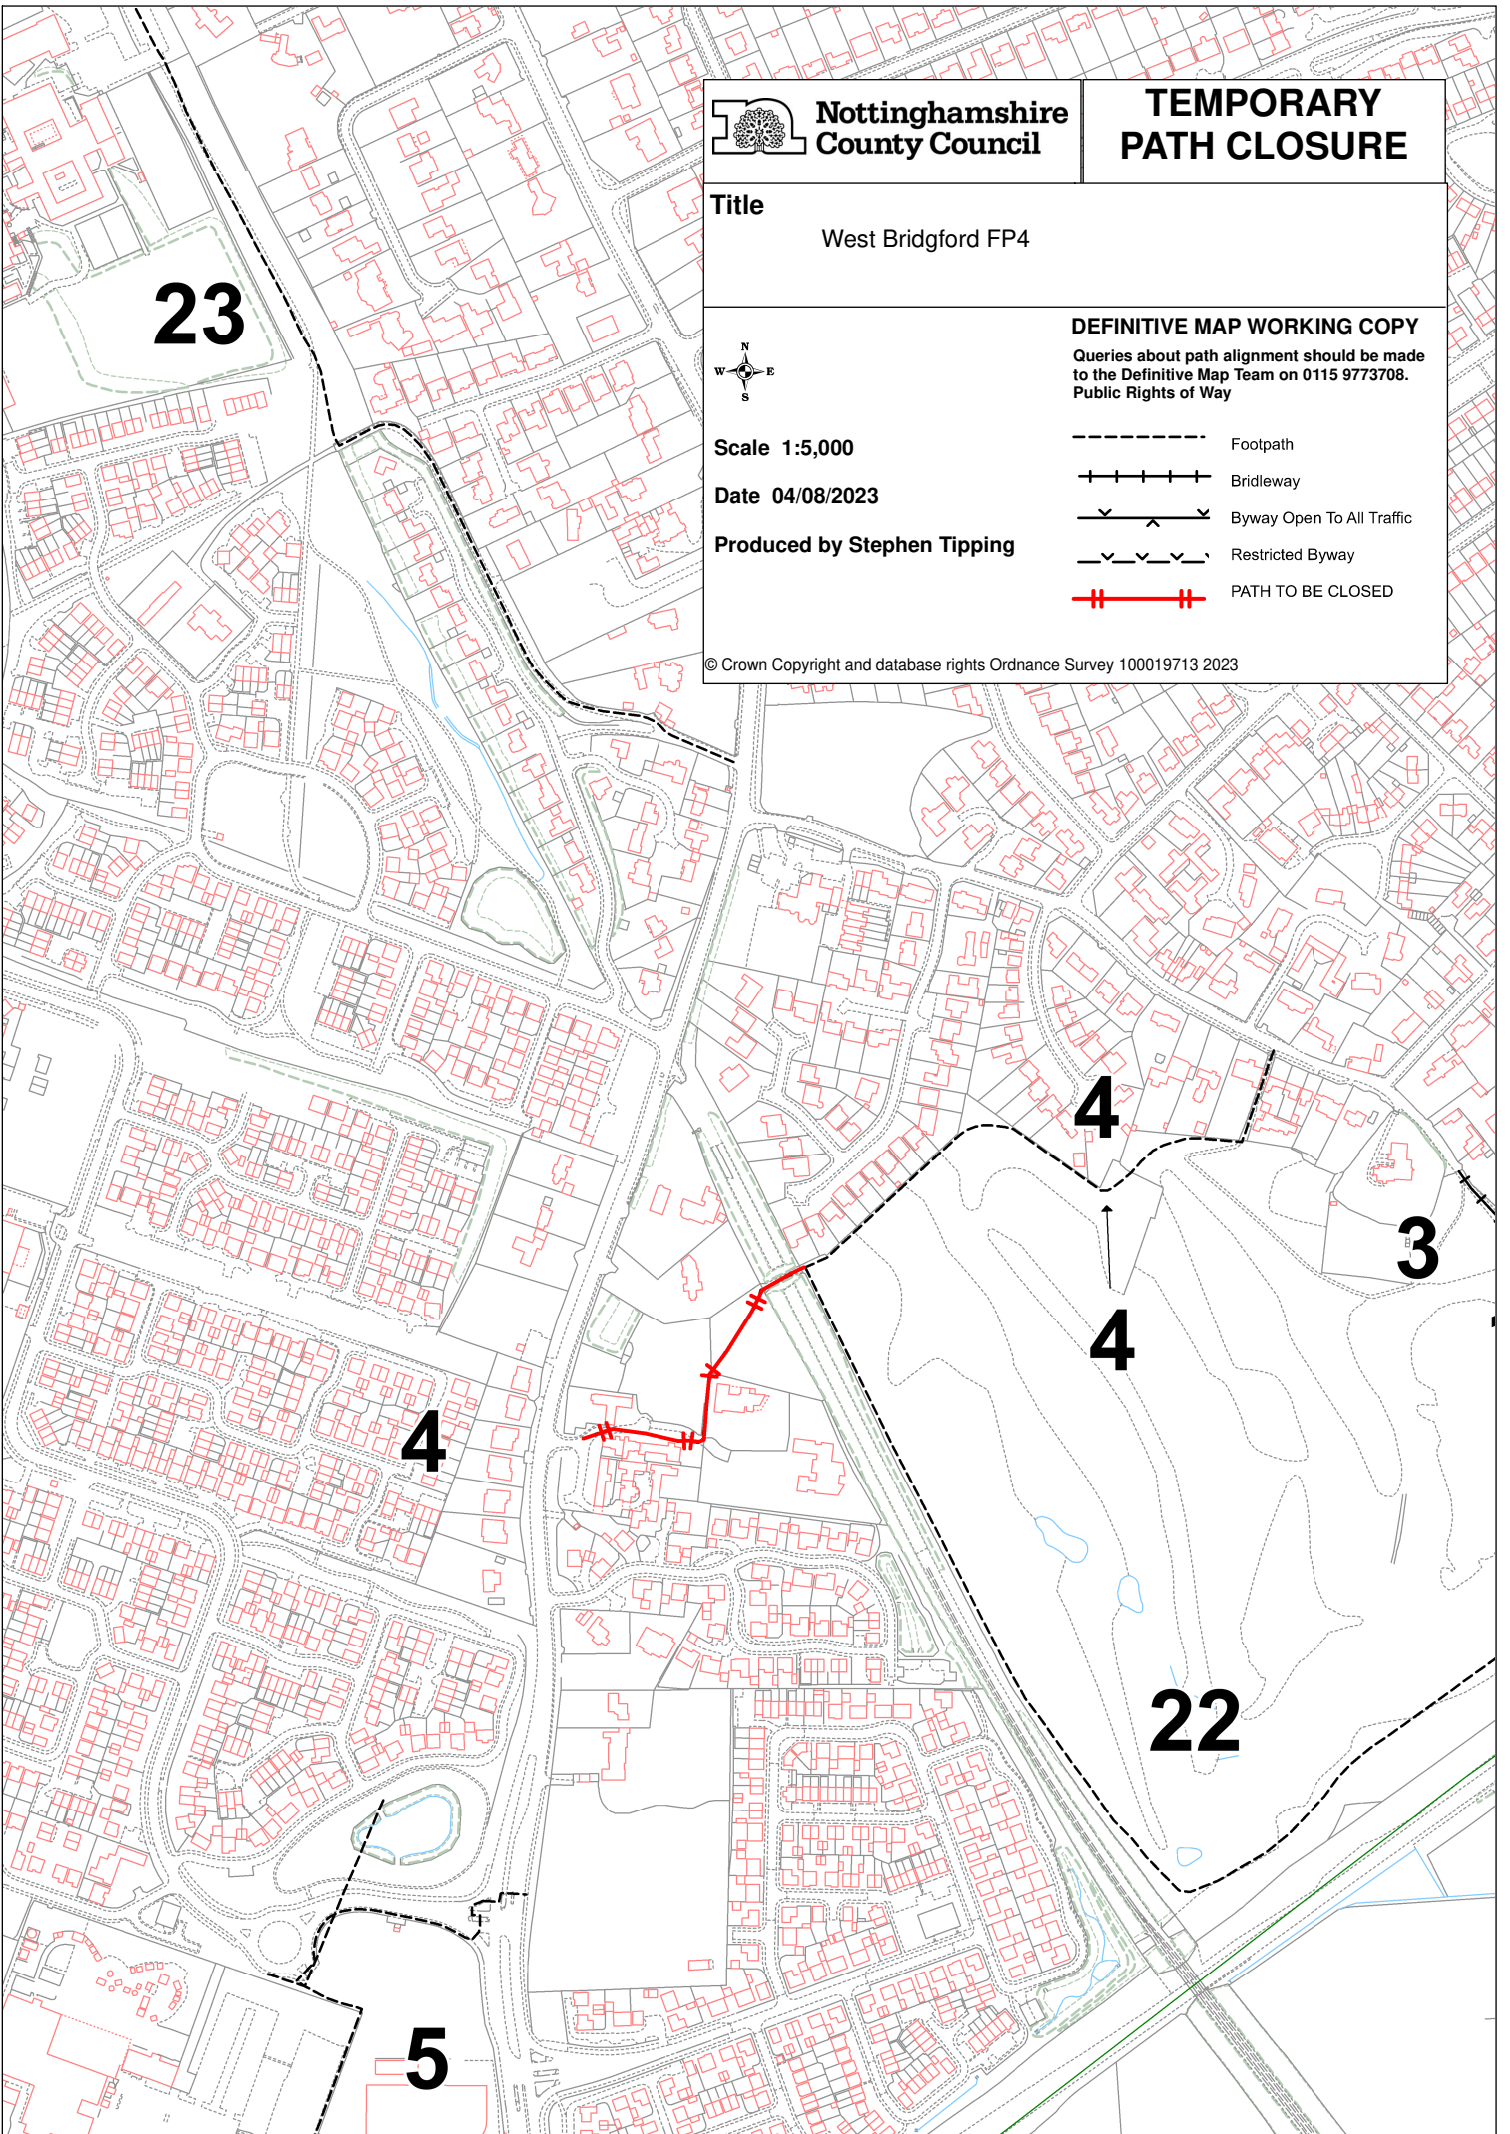 Nottinghamshire
County Council
TEMPORARY
PATH CLOSURE
Title
West Bridgford FP4
DEFINITIVE MAP WORKING COPY
Queries about path alignment should be made
to the Definitive Map Team on 0115 9773708.
Public Rights of Way
N
W E
S
Scale 1:5,000
Date 04/08/2023
Produced by Stephen Tipping
Footpath
Bridleway
Byway Open To All Traffic
Restricted Byway
PATH TO BE CLOSED
© Crown Copyright and database rights Ordnance Survey 100019713 2023
23
4
3
4
4
22
5